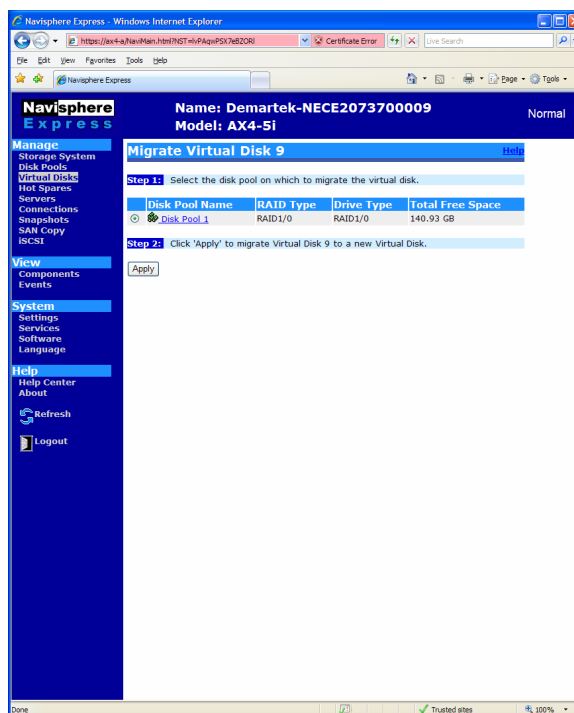 Navisphere Express - Windows Internet Explorer
https://ax4-a/NaviMain.html?NST=lvPAqwPSX7eBZORl Certificate Error Live Search
File Edit View Favorites Tools Help
Navisphere Express Page Tools
Navisphere
Express
Name: Demartek-NECE2073700009
Model: AX4-5i
Normal
Manage
Storage System
Disk Pools
Virtual Disks
Hot Spares
Servers
Connections
Snapshots
SAN Copy
iSCSI
View
Components
Events
System
Settings
Services
Software
Language
Help
Help Center
About
Refresh
Logout
Migrate Virtual Disk 9 Help
Step 1: Select the disk pool on which to migrate the virtual disk.
Disk Pool Name RAID Type Drive Type Total Free Space
Disk Pool 1 RAID1/0 RAID1/0 140.93 GB
Step 2: Click 'Apply' to migrate Virtual Disk 9 to a new Virtual Disk.
Apply
Done Trusted sites 100%